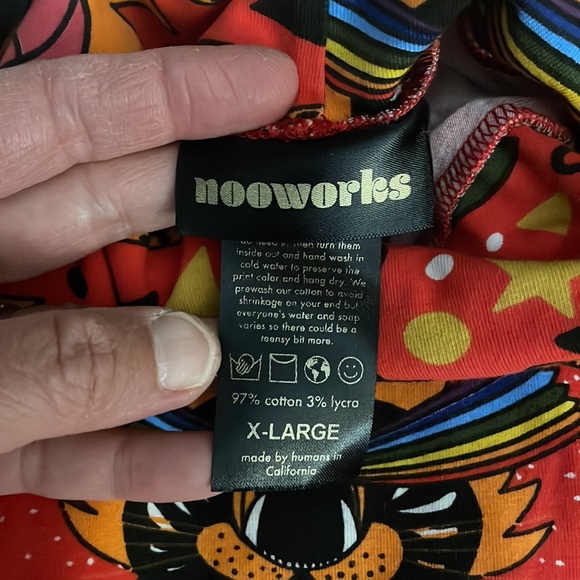 nooworks
turn them
inside out and hand wash in
cold water to preserve the
print color and hang dry. We
prewash our cotton to avoid
shrinkage on your end but
everyone's water and soap
varies so there could be a
teensy bit more.
97% cotton 3% lycra
X-LARGE
made by humans in
California